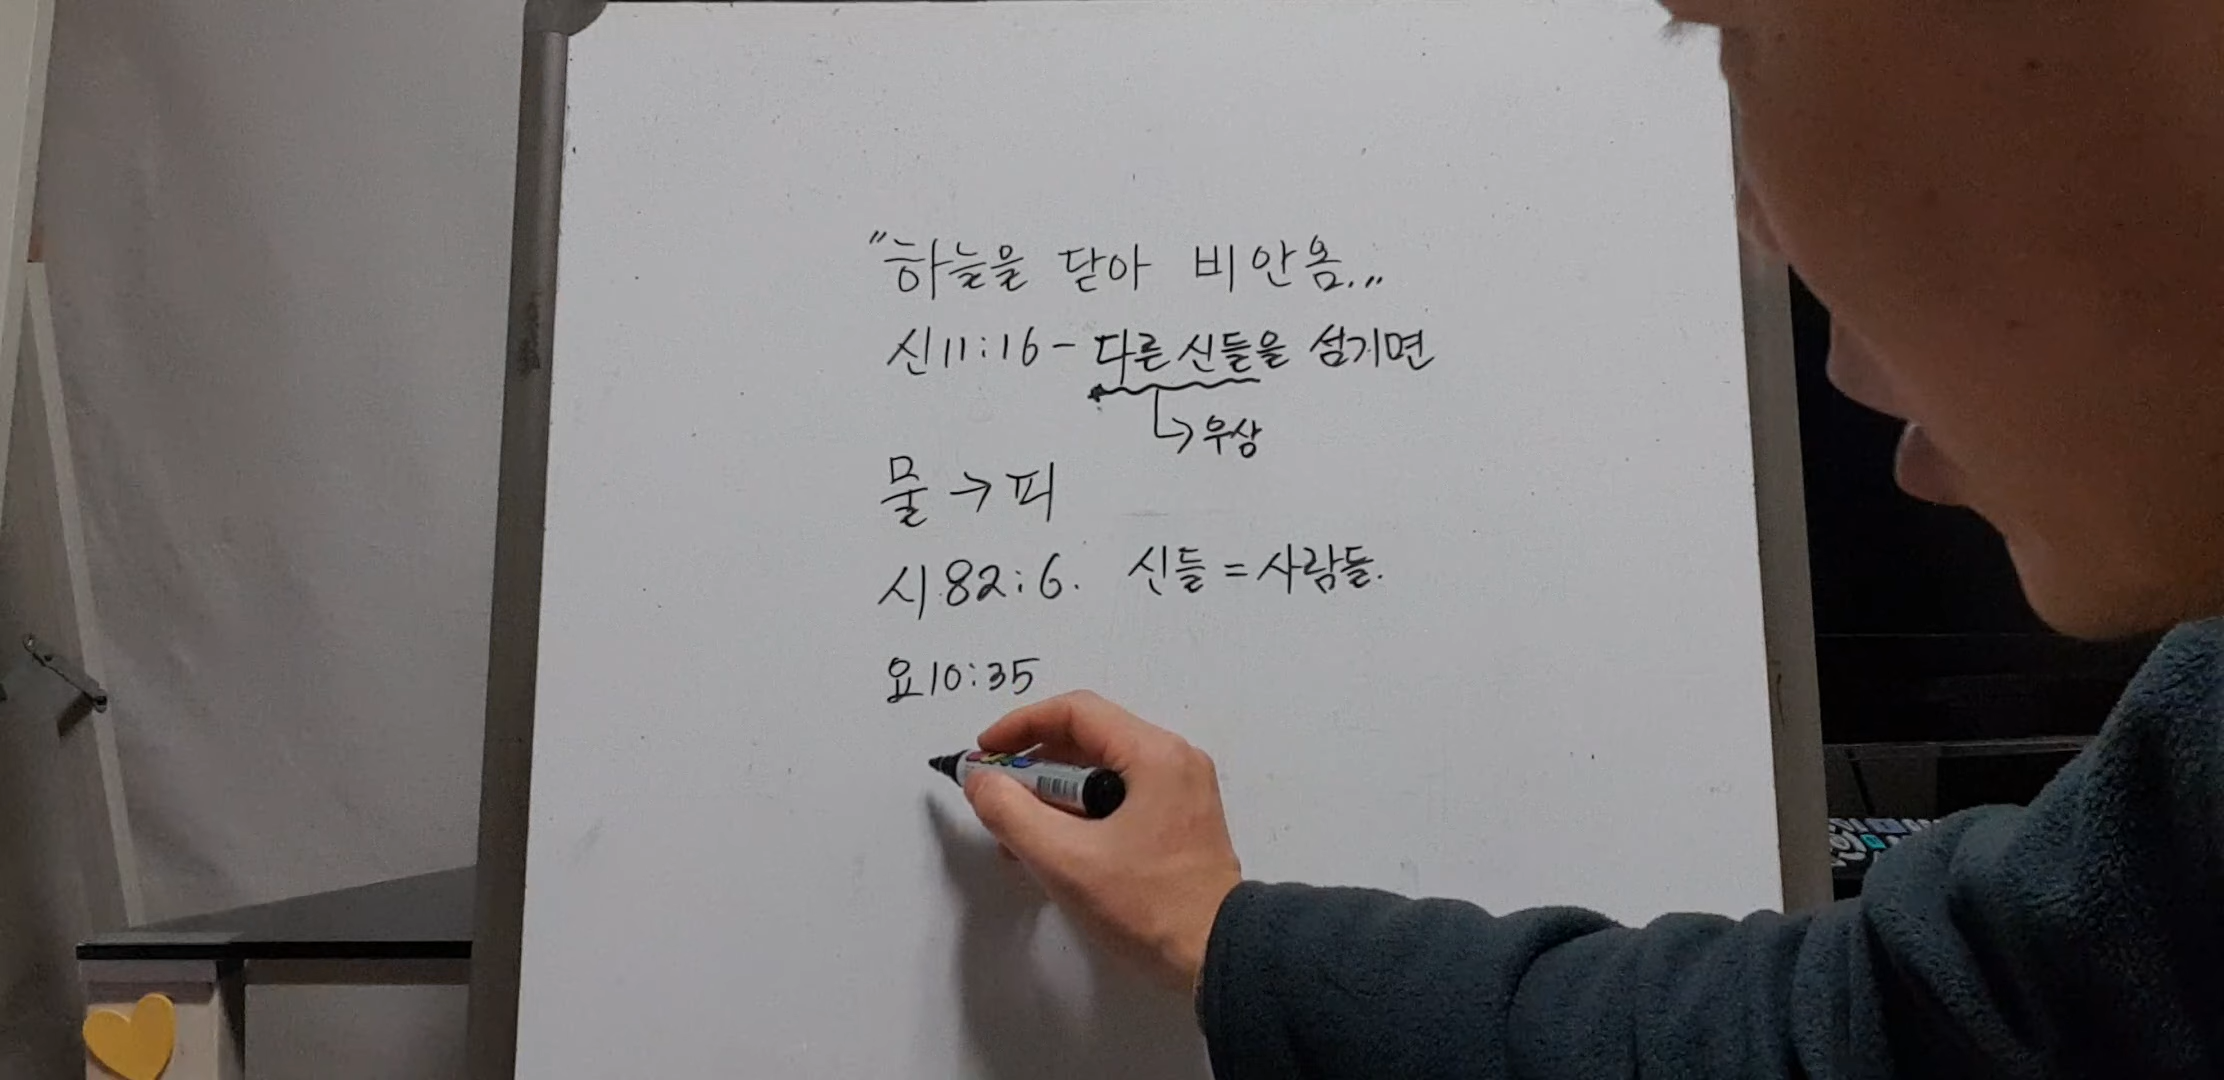 "하늘을 닫아 비안옴..."
신11:16 - 다른신들을 섬기면
→ 우상
물 → 피
시82:6. 신들 = 사람들.
요10:35